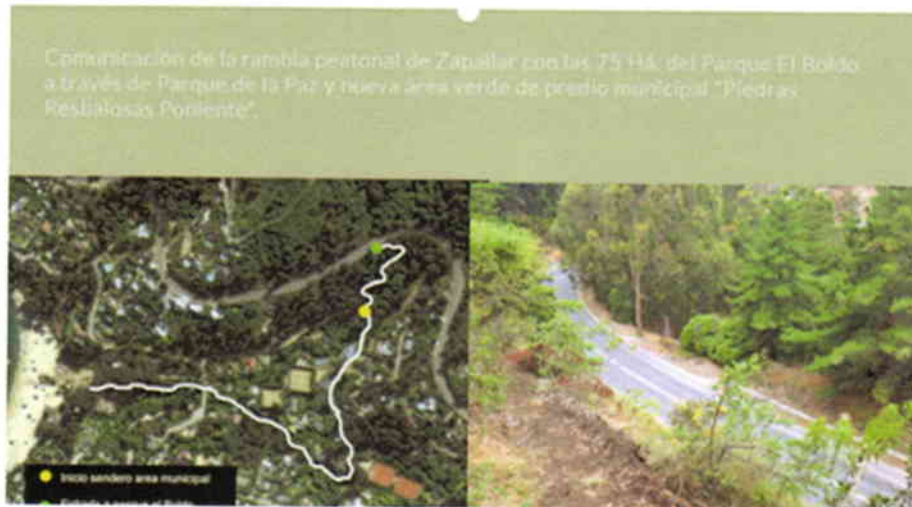 Comunicación de la rambla peatonal de Zapallar con las 75 HÁ. del Parque El Boldo
a través de Parque de la Paz y nueva área verde de predio municipal "Piedras
Resbalosas Poniente".
Inicio sendero área municipal